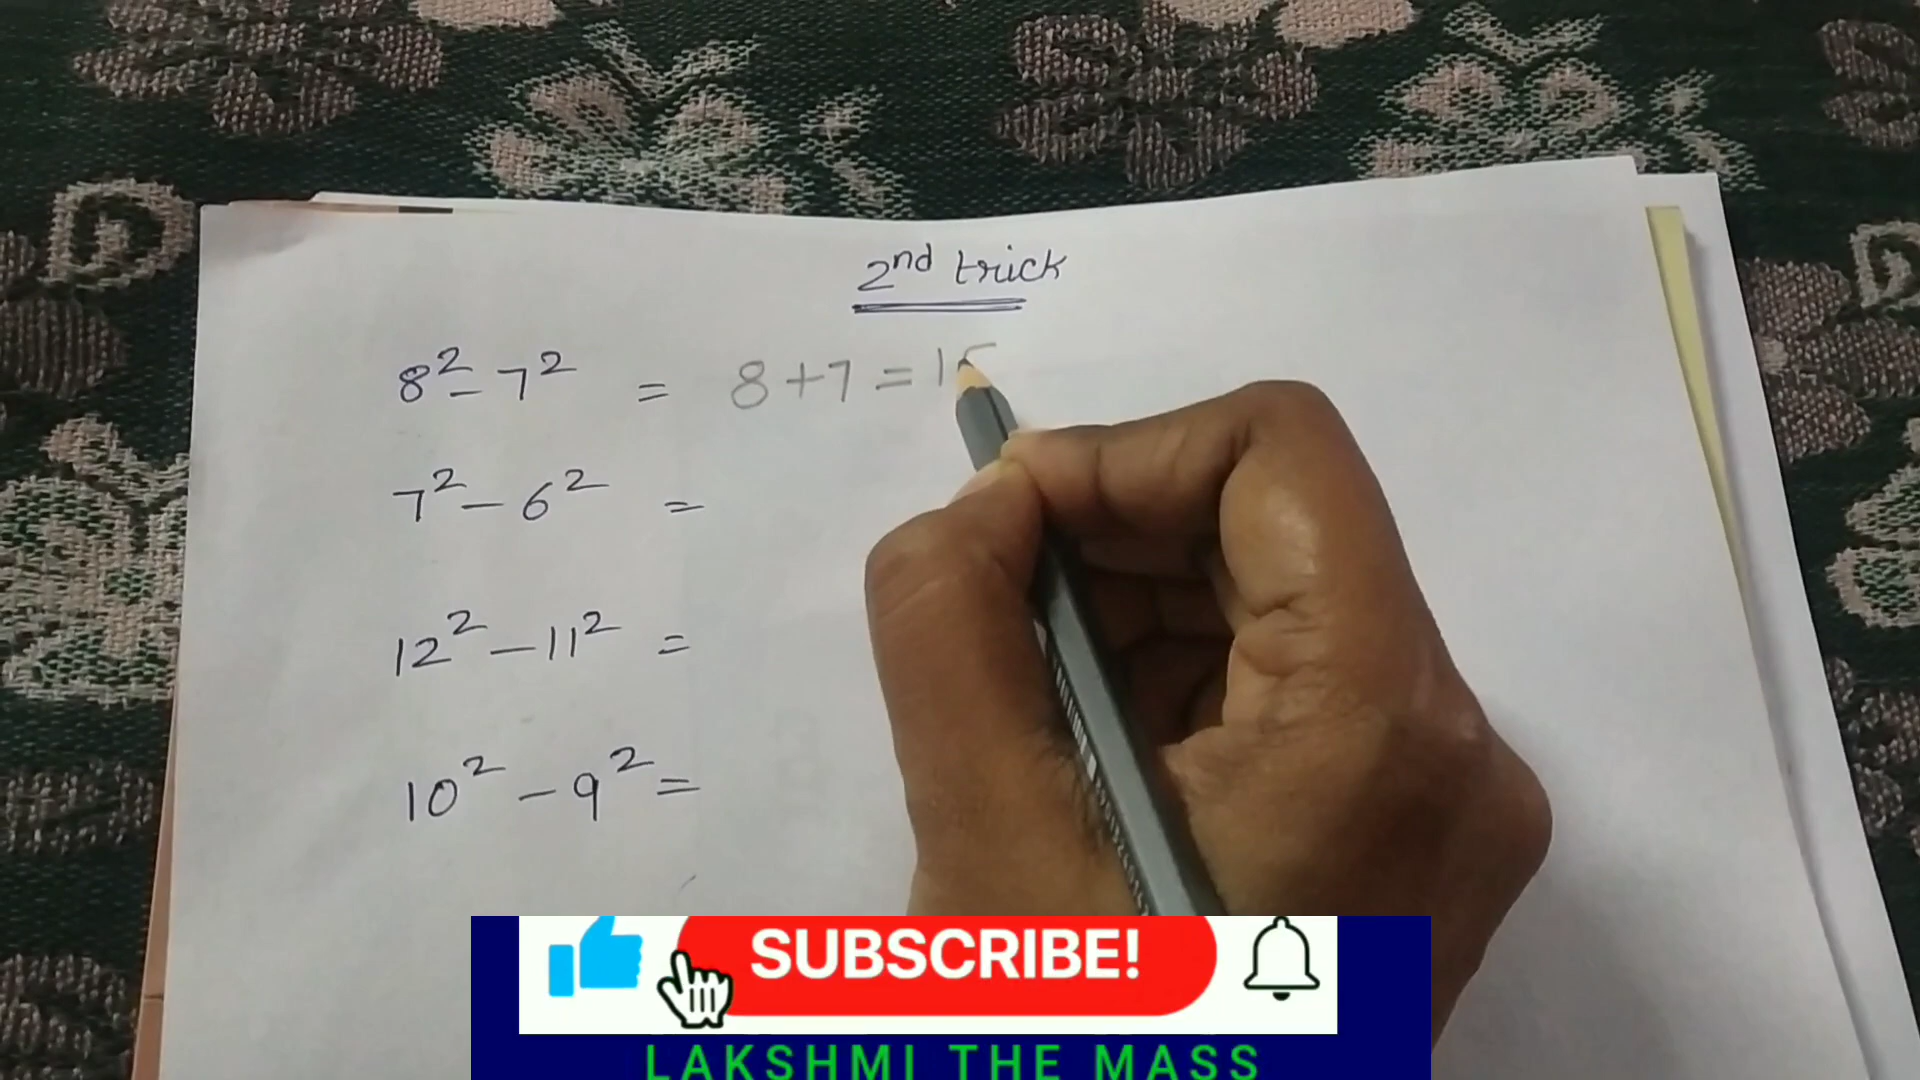 2nd trick
8² - 7² = 8 + 7 = 15
7² - 6² =
12² - 11² =
10² - 9² =
SUBSCRIBE!
LAKSHMI THE MASS